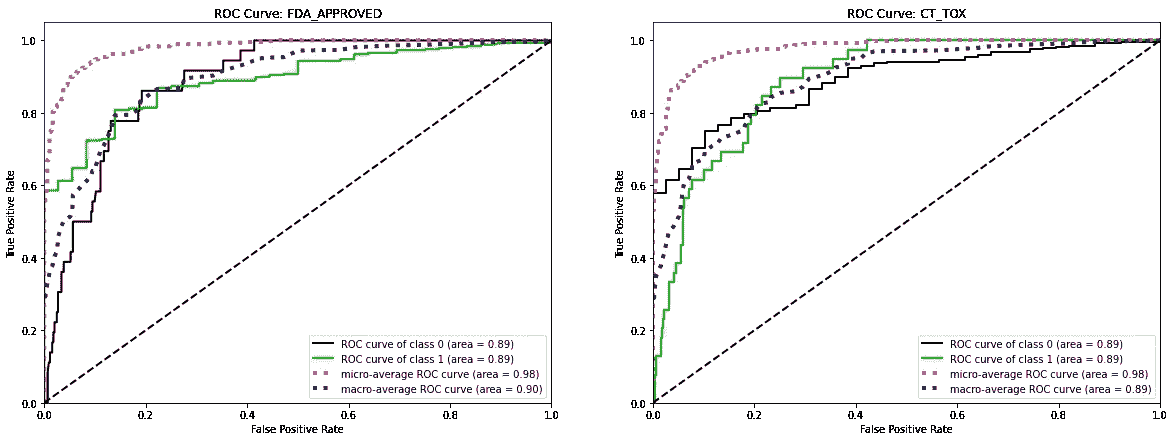 ROC Curve: FDA_APPROVED
1.0
0.8
0.6
0.4
0.2
0.0
True Positive Rate
ROC curve of class 0 (area = 0.89)
ROC curve of class 1 (area = 0.89)
micro-average ROC curve (area = 0.98)
macro-average ROC curve (area = 0.90)
0.0 0.2 0.4 0.6 0.8 1.0
False Positive Rate
ROC Curve: CT_TOX
1.0
0.8
0.6
0.4
0.2
0.0
True Positive Rate
ROC curve of class 0 (area = 0.89)
ROC curve of class 1 (area = 0.89)
micro-average ROC curve (area = 0.98)
macro-average ROC curve (area = 0.89)
0.0 0.2 0.4 0.6 0.8 1.0
False Positive Rate